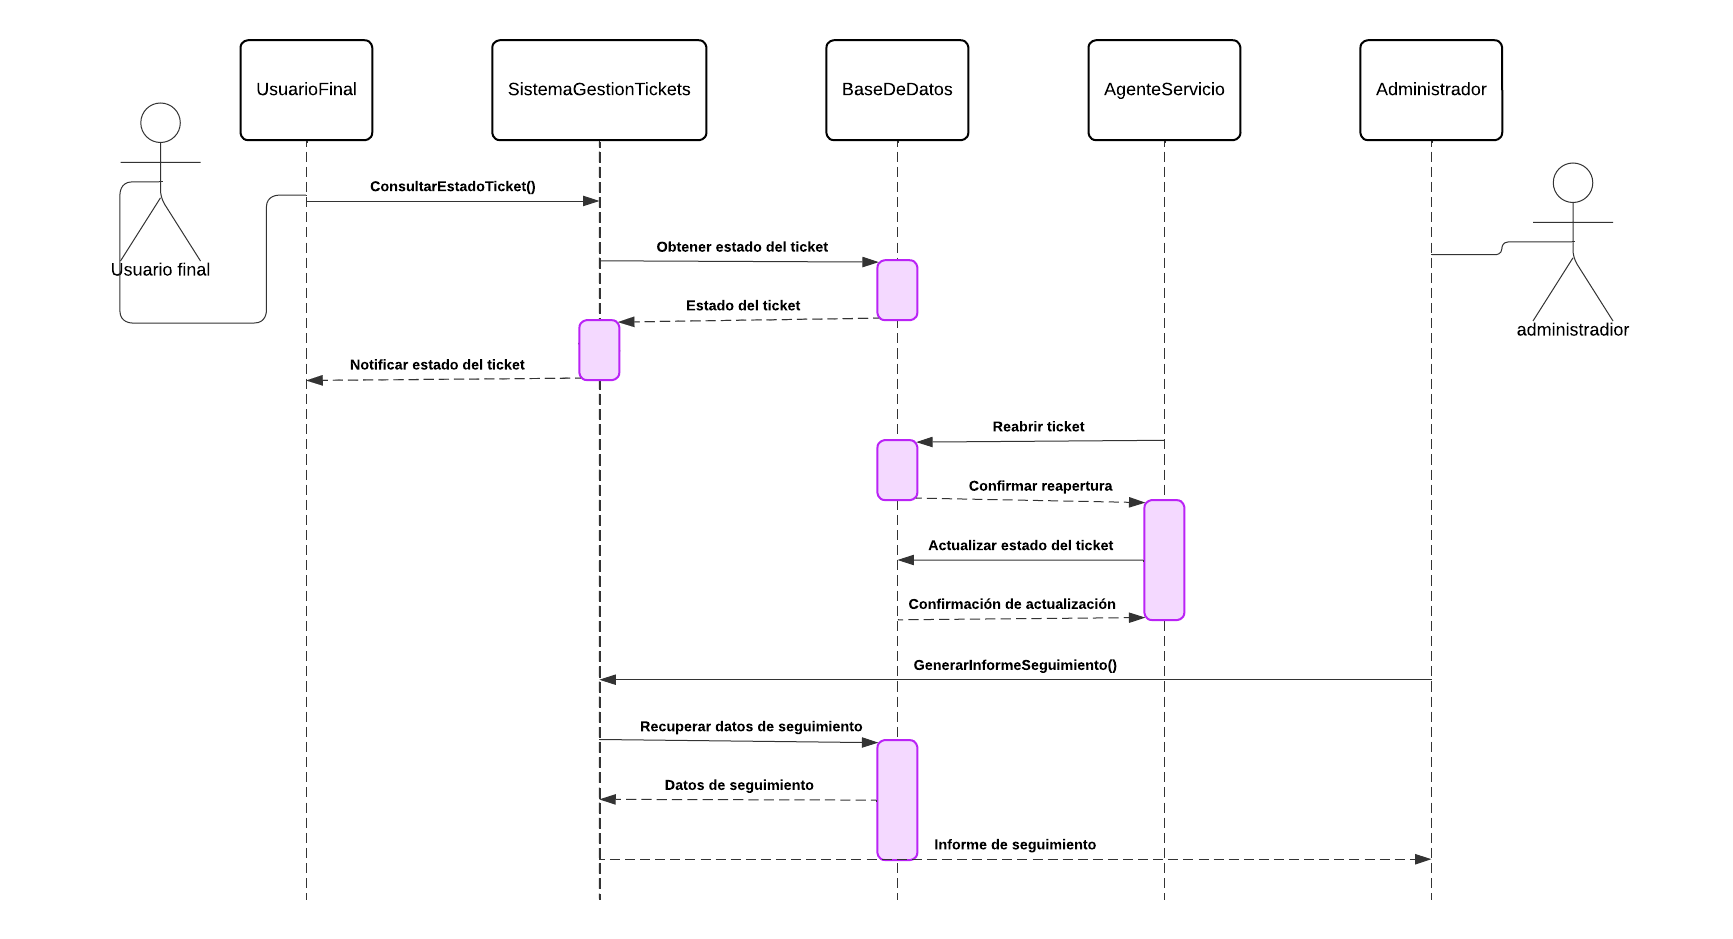 UsuarioFinal
SistemaGestionTickets
BaseDeDatos
AgenteServicio
Administrador
ConsultarEstadoTicket()
Obtener estado del ticket
Usuario final
Estado del ticket
administradior
Notificar estado del ticket
Reabrir ticket
Confirmar reapertura
Actualizar estado del ticket
Confirmación de actualización
GenerarInformeSeguimiento()
Recuperar datos de seguimiento
Datos de seguimiento
Informe de seguimiento